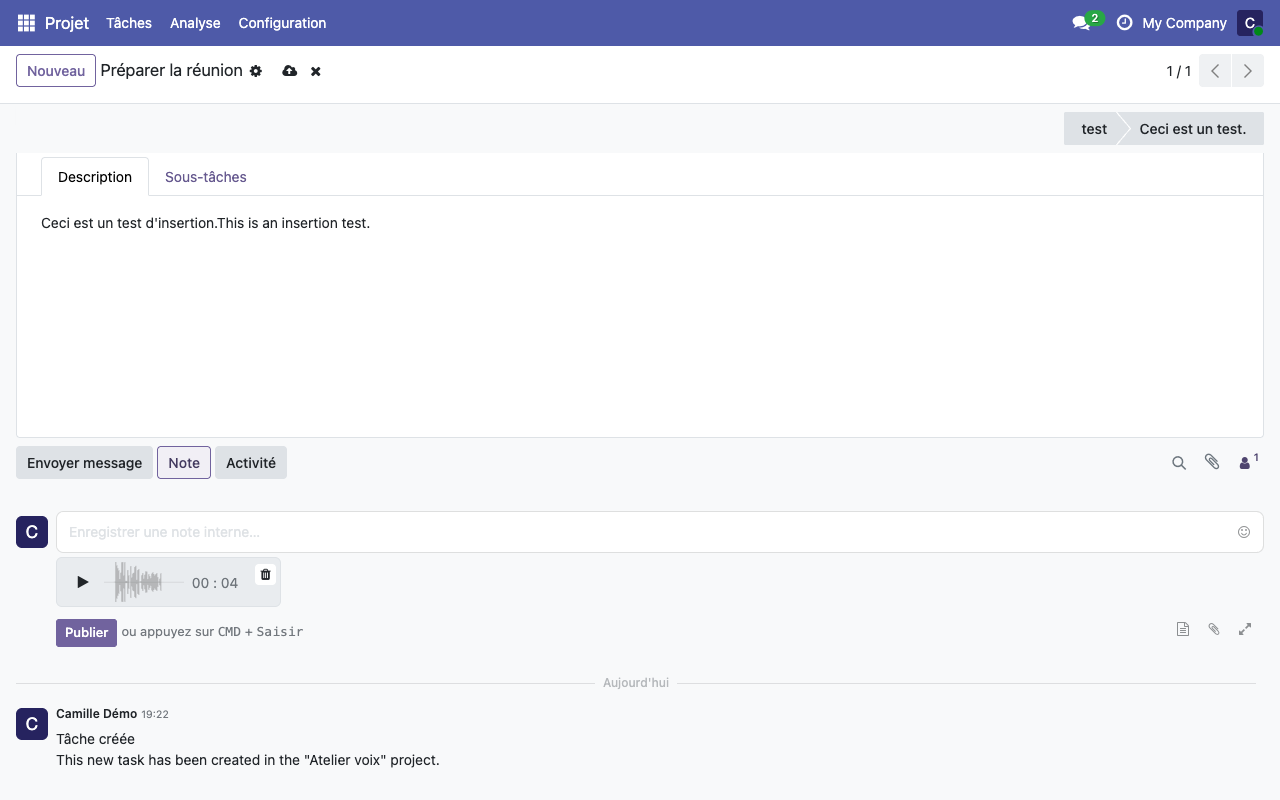 Projet Tâches Analyse Configuration 2 My Company C
Nouveau Préparer la réunion 1 / 1
test Ceci est un test.
Description Sous-tâches
Ceci est un test d'insertion.This is an insertion test.
Envoyer message Note Activité 1
C Enregistrer une note interne…
00 : 04
Publier ou appuyez sur CMD + Saisir
Aujourd'hui
C Camille Démo 19:22
Tâche créée
This new task has been created in the "Atelier voix" project.